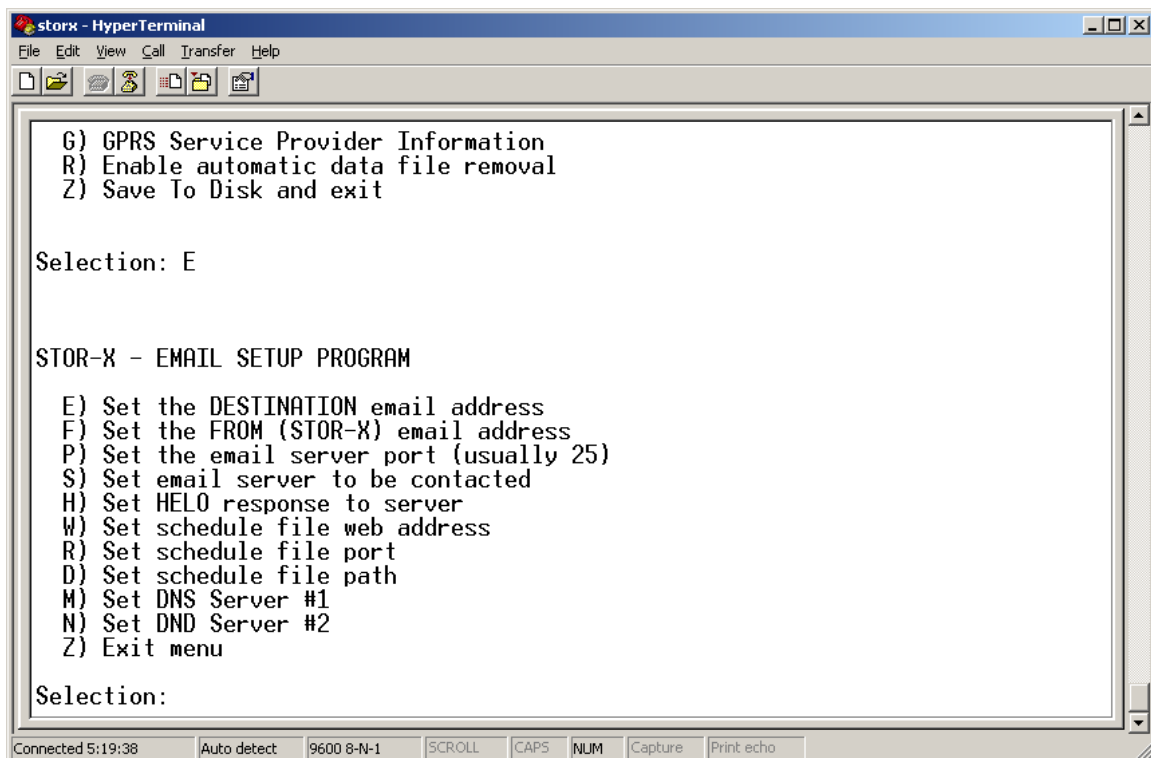 storx - HyperTerminal
File Edit View Call Transfer Help
G) GPRS Service Provider Information
R) Enable automatic data file removal
Z) Save To Disk and exit
Selection: E
STOR-X - EMAIL SETUP PROGRAM
E) Set the DESTINATION email address
F) Set the FROM (STOR-X) email address
P) Set the email server port (usually 25)
S) Set email server to be contacted
H) Set HELO response to server
W) Set schedule file web address
R) Set schedule file port
D) Set schedule file path
M) Set DNS Server #1
N) Set DND Server #2
Z) Exit menu
Selection:
Connected 5:19:38 Auto detect 9600 8-N-1 SCROLL CAPS NUM Capture Print echo